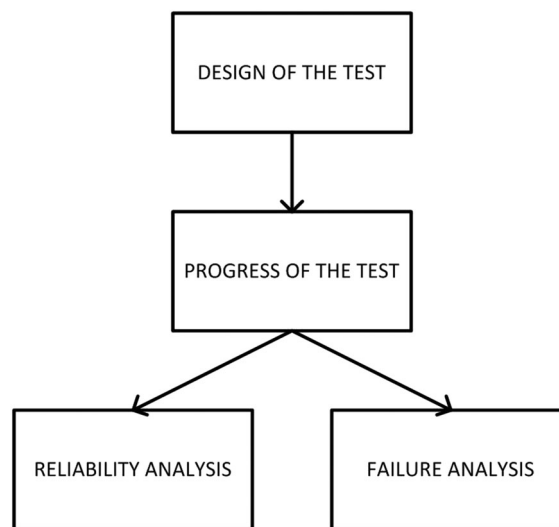 DESIGN OF THE TEST
PROGRESS OF THE TEST
RELIABILITY ANALYSIS
FAILURE ANALYSIS